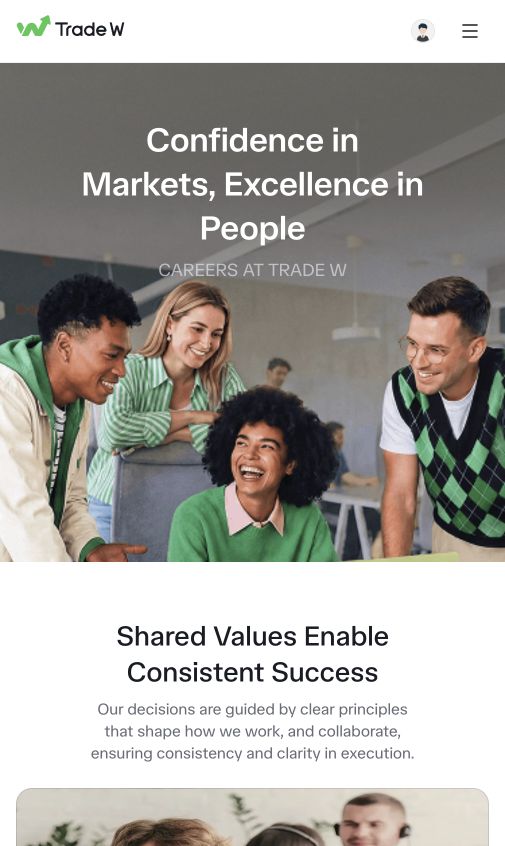 Trade W
Confidence in
Markets, Excellence in
People
CAREERS AT TRADE W
Shared Values Enable
Consistent Success
Our decisions are guided by clear principles
that shape how we work, and collaborate,
ensuring consistency and clarity in execution.